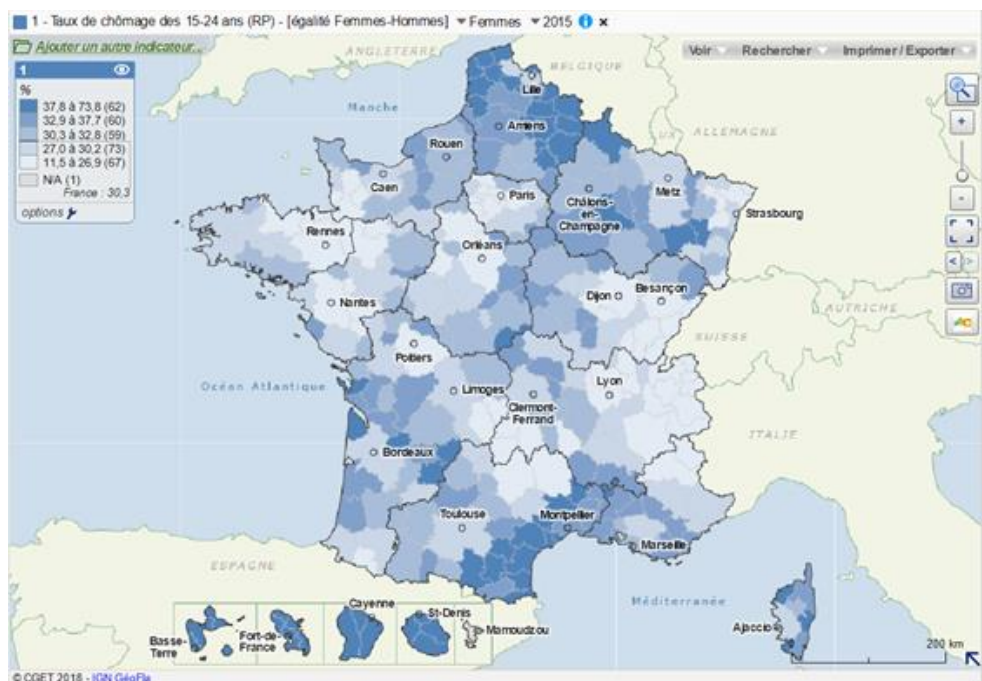 1 - Taux de chômage des 15-24 ans (RP) - [égalité Femmes-Hommes] Femmes 2015
Ajouter un autre indicateur...
Voir Rechercher Imprimer / Exporter
1
%
37,8 à 73,8 (62)
32,9 à 37,7 (60)
30,3 à 32,8 (59)
27,0 à 30,2 (73)
11,5 à 26,9 (67)
N/A (1)
France : 30,3
options
ANGLETERRE
BELGIQUE
Manche
Lille
Amiens
UX
ALLEMAGNE
Rouen
Caen
Paris
Metz
Châlons-
en-
Champagne
Strasbourg
Rennes
Orléans
Nantes
Dijon
Besançon
AUTRICHE
SUISSE
Poitiers
Océan Atlantique
Limoges
Lyon
Clermont-
Ferrand
ITALIE
Bordeaux
Toulouse
Montpellier
Marseille
ESPAGNE
Méditerranée
Cayenne
St-Denis
Basse-
Terre
Fort-de-
France
Mamoudzou
Ajaccio
200 km
© CGET 2018 - IGN GéoFla